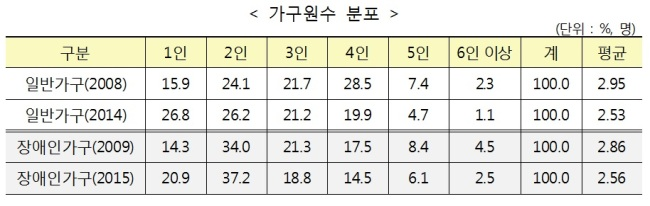 < 가구원수 분포 >
(단위 : %, 명)
구분 1인 2인 3인 4인 5인 6인 이상 계 평균
일반가구(2008) 15.9 24.1 21.7 28.5 7.4 2.3 100.0 2.95
일반가구(2014) 26.8 26.2 21.2 19.9 4.7 1.1 100.0 2.53
장애인가구(2009) 14.3 34.0 21.3 17.5 8.4 4.5 100.0 2.86
장애인가구(2015) 20.9 37.2 18.8 14.5 6.1 2.5 100.0 2.56